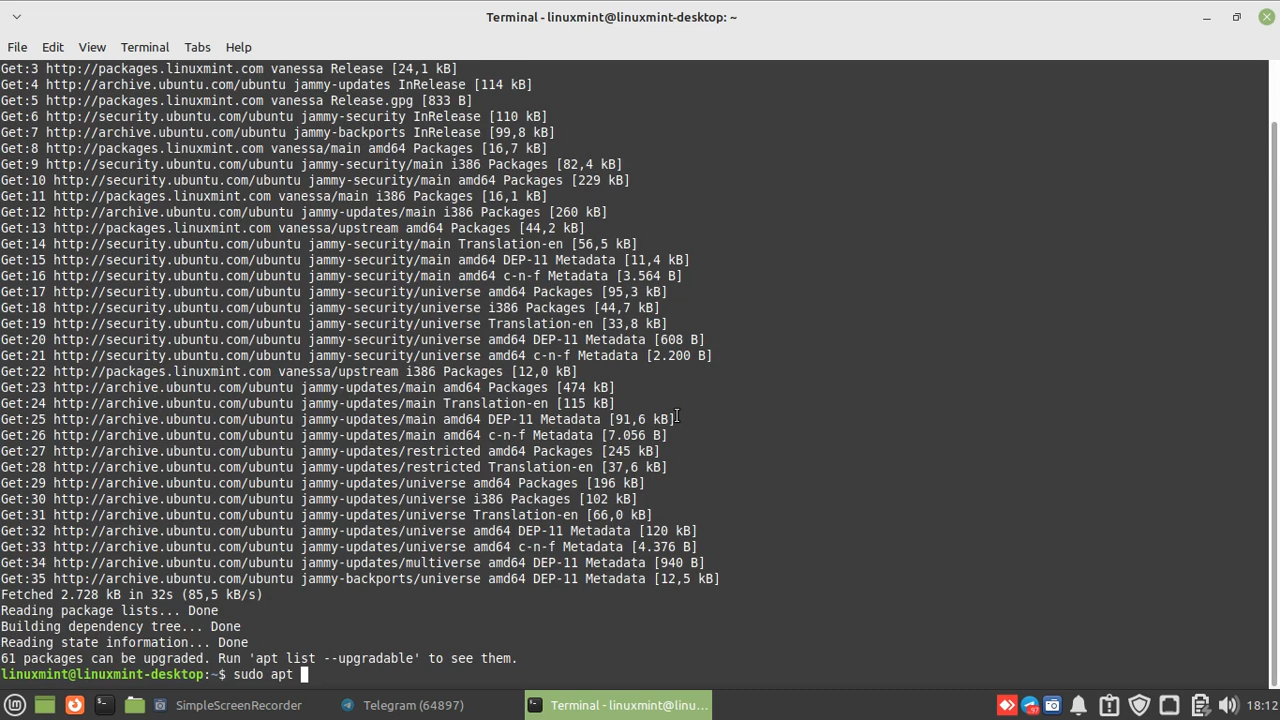 Terminal - linuxmint@linuxmint-desktop: ~
File Edit View Terminal Tabs Help
Get:3 http://packages.linuxmint.com vanessa Release [24,1 kB]
Get:4 http://archive.ubuntu.com/ubuntu jammy-updates InRelease [114 kB]
Get:5 http://packages.linuxmint.com vanessa Release.gpg [833 B]
Get:6 http://security.ubuntu.com/ubuntu jammy-security InRelease [110 kB]
Get:7 http://archive.ubuntu.com/ubuntu jammy-backports InRelease [99,8 kB]
Get:8 http://packages.linuxmint.com vanessa/main amd64 Packages [16,7 kB]
Get:9 http://security.ubuntu.com/ubuntu jammy-security/main i386 Packages [82,4 kB]
Get:10 http://security.ubuntu.com/ubuntu jammy-security/main amd64 Packages [229 kB]
Get:11 http://packages.linuxmint.com vanessa/main i386 Packages [16,1 kB]
Get:12 http://archive.ubuntu.com/ubuntu jammy-updates/main i386 Packages [260 kB]
Get:13 http://packages.linuxmint.com vanessa/upstream amd64 Packages [44,2 kB]
Get:14 http://security.ubuntu.com/ubuntu jammy-security/main Translation-en [56,5 kB]
Get:15 http://security.ubuntu.com/ubuntu jammy-security/main amd64 DEP-11 Metadata [11,4 kB]
Get:16 http://security.ubuntu.com/ubuntu jammy-security/main amd64 c-n-f Metadata [3.564 B]
Get:17 http://security.ubuntu.com/ubuntu jammy-security/universe amd64 Packages [95,3 kB]
Get:18 http://security.ubuntu.com/ubuntu jammy-security/universe i386 Packages [44,7 kB]
Get:19 http://security.ubuntu.com/ubuntu jammy-security/universe Translation-en [33,8 kB]
Get:20 http://security.ubuntu.com/ubuntu jammy-security/universe amd64 DEP-11 Metadata [608 B]
Get:21 http://security.ubuntu.com/ubuntu jammy-security/universe amd64 c-n-f Metadata [2.200 B]
Get:22 http://packages.linuxmint.com vanessa/upstream i386 Packages [12,0 kB]
Get:23 http://archive.ubuntu.com/ubuntu jammy-updates/main amd64 Packages [474 kB]
Get:24 http://archive.ubuntu.com/ubuntu jammy-updates/main Translation-en [115 kB]
Get:25 http://archive.ubuntu.com/ubuntu jammy-updates/main amd64 DEP-11 Metadata [91,6 kB]
Get:26 http://archive.ubuntu.com/ubuntu jammy-updates/main amd64 c-n-f Metadata [7.056 B]
Get:27 http://archive.ubuntu.com/ubuntu jammy-updates/restricted amd64 Packages [245 kB]
Get:28 http://archive.ubuntu.com/ubuntu jammy-updates/restricted Translation-en [37,6 kB]
Get:29 http://archive.ubuntu.com/ubuntu jammy-updates/universe amd64 Packages [196 kB]
Get:30 http://archive.ubuntu.com/ubuntu jammy-updates/universe i386 Packages [102 kB]
Get:31 http://archive.ubuntu.com/ubuntu jammy-updates/universe Translation-en [66,0 kB]
Get:32 http://archive.ubuntu.com/ubuntu jammy-updates/universe amd64 DEP-11 Metadata [120 kB]
Get:33 http://archive.ubuntu.com/ubuntu jammy-updates/universe amd64 c-n-f Metadata [4.376 B]
Get:34 http://archive.ubuntu.com/ubuntu jammy-updates/multiverse amd64 DEP-11 Metadata [940 B]
Get:35 http://archive.ubuntu.com/ubuntu jammy-backports/universe amd64 DEP-11 Metadata [12,5 kB]
Fetched 2.728 kB in 32s (85,5 kB/s)
Reading package lists... Done
Building dependency tree... Done
Reading state information... Done
61 packages can be upgraded. Run 'apt list --upgradable' to see them.
linuxmint@linuxmint-desktop:~$ sudo apt
SimpleScreenRecorder Telegram (64897) Terminal - linuxmint@linu... 18:12